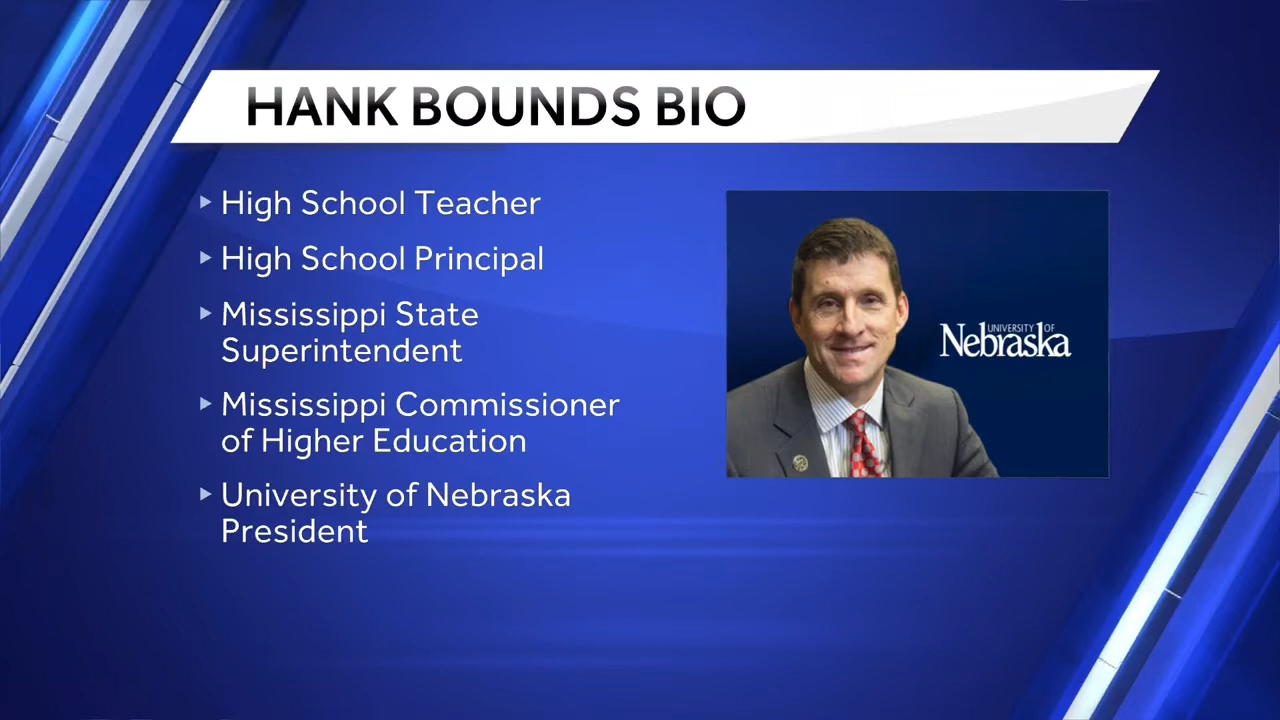 HANK BOUNDS BIO
High School Teacher
High School Principal
Mississippi State
Superintendent
Mississippi Commissioner
of Higher Education
University of Nebraska
President
UNIVERSITY OF
Nebraska